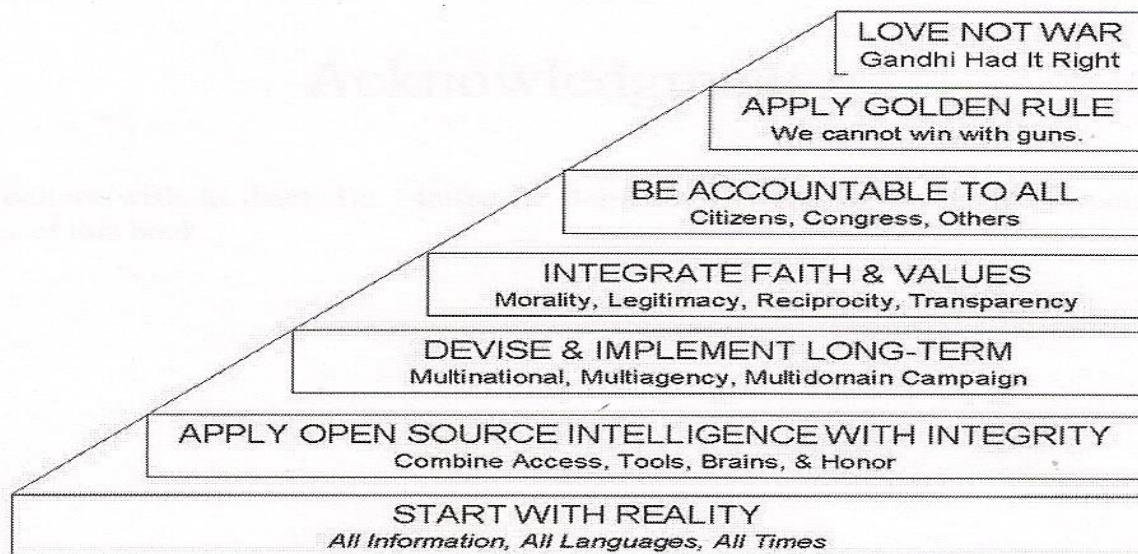 LOVE NOT WAR
Gandhi Had It Right
APPLY GOLDEN RULE
We cannot win with guns.
BE ACCOUNTABLE TO ALL
Citizens, Congress, Others
INTEGRATE FAITH & VALUES
Morality, Legitimacy, Reciprocity, Transparency
DEVISE & IMPLEMENT LONG-TERM
Multinational, Multiagency, Multidomain Campaign
APPLY OPEN SOURCE INTELLIGENCE WITH INTEGRITY
Combine Access, Tools, Brains, & Honor
START WITH REALITY
All Information, All Languages, All Times